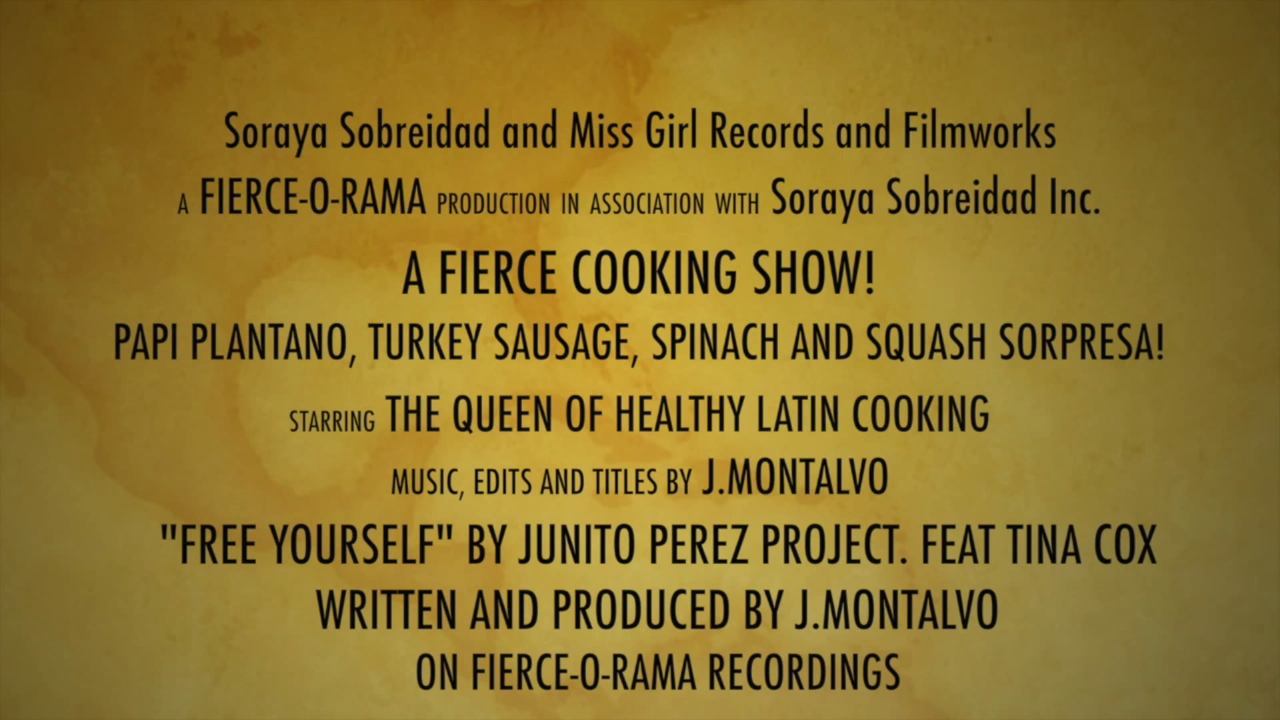 Soraya Sobreidad and Miss Girl Records and Filmworks
A FIERCE-O-RAMA PRODUCTION IN ASSOCIATION WITH Soraya Sobreidad Inc.
A FIERCE COOKING SHOW!
PAPI PLANTANO, TURKEY SAUSAGE, SPINACH AND SQUASH SORPRESA!
STARRING THE QUEEN OF HEALTHY LATIN COOKING
MUSIC, EDITS AND TITLES BY J.MONTALVO
"FREE YOURSELF" BY JUNITO PEREZ PROJECT. FEAT TINA COX
WRITTEN AND PRODUCED BY J.MONTALVO
ON FIERCE-O-RAMA RECORDINGS